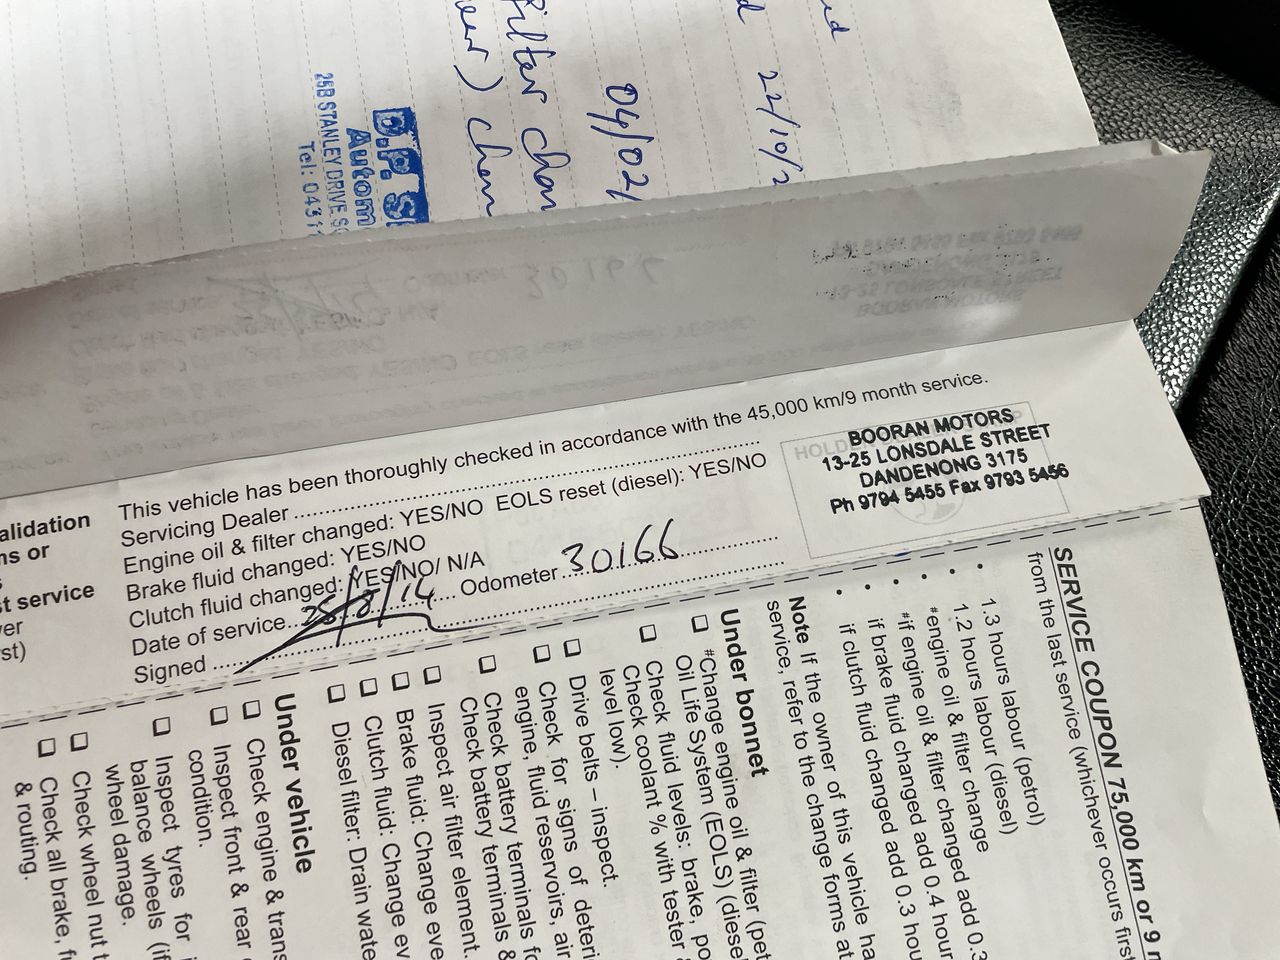 22/10/2
04/02/
Filter chan
D.P. S
Autom
25B STANLEY DRIVE
Tel: 043
This vehicle has been thoroughly checked in accordance with the 45,000 km/9 month service.
Servicing Dealer
Engine oil & filter changed: YES/NO EOLS reset (diesel): YES/NO
Brake fluid changed: YES/NO
Clutch fluid changed: YES/NO/ N/A
Date of service 25/8/14 Odometer 30166
Signed
BOORAN MOTORS
13-25 LONSDALE STREET
DANDENONG 3175
Ph 9794 5455 Fax 9793 5456
alidation
ns or
t service
er
st)
SERVICE COUPON 75,000 km or 9
from the last service (whichever occurs first
• 1.3 hours labour (petrol)
1.2 hours labour (diesel)
• #engine oil & filter change
• #if engine oil & filter changed add 0.3
• if brake fluid changed add 0.4 hour
• if clutch fluid changed add 0.3 hou
Note If the owner of this vehicle ha
service, refer to the change forms at
Under bonnet
#Change engine oil & filter (pet
Oil Life System (EOLS) (diese
Check fluid levels: brake, po
Check coolant % with tester
level low).
Drive belts – inspect.
Check for signs of deteri
engine, fluid reservoirs, air
Check battery terminals fo
Check battery terminals &
Inspect air filter element.
Brake fluid: Change eve
Clutch fluid: Change ev
Diesel filter: Drain wate
Under vehicle
Check engine & trans
Inspect front & rear
condition.
Inspect tyres for
balance wheels (if
wheel damage.
Check wheel nut t
Check all brake, f
& routing.